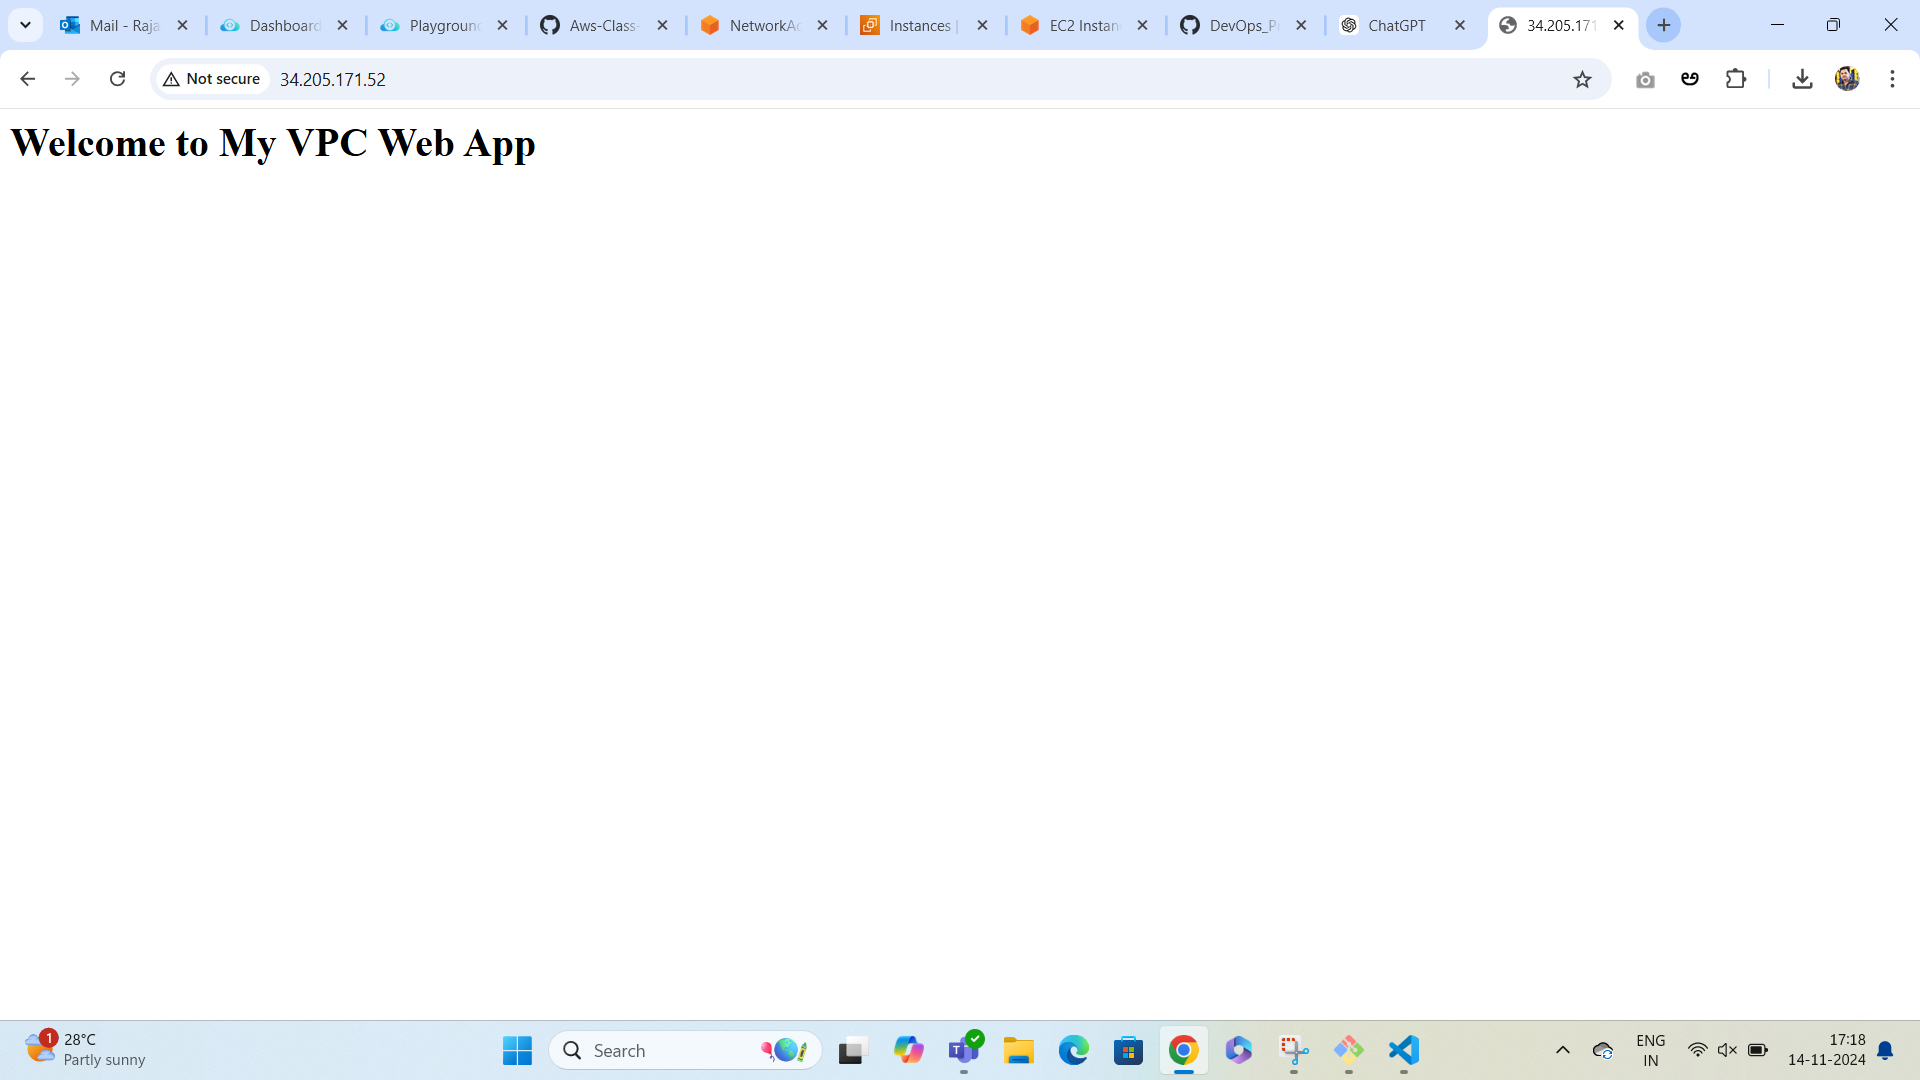 Mail - Raja
Dashboard
Playground
Aws-Class-
NetworkAc
Instances |
EC2 Instan
DevOps_Pr
ChatGPT
34.205.171
Not secure
34.205.171.52
Welcome to My VPC Web App
1
28°C
Partly sunny
Search
ENG
IN
17:18
14-11-2024